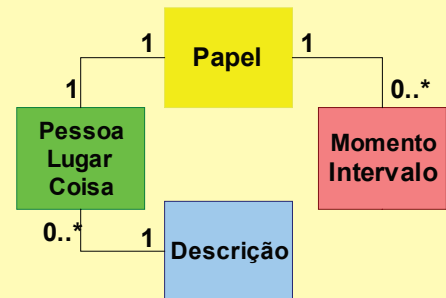 1
Papel
1
1
0..*
Pessoa
Lugar
Coisa
Momento
Intervalo
0..*
1
Descrição